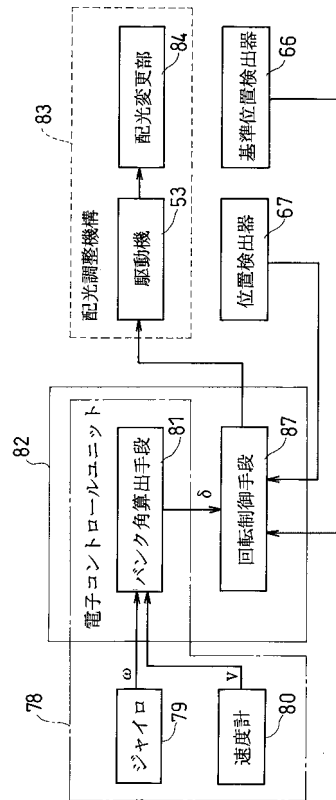 83
配光調整機構
配光変更部
84
駆動機
53
基準位置検出器
66
位置検出器
67
82
電子コントロールユニット
バンク角算出手段
81
δ
回転制御手段
87
78
ジャイロ
79
ω
速度計
80
v